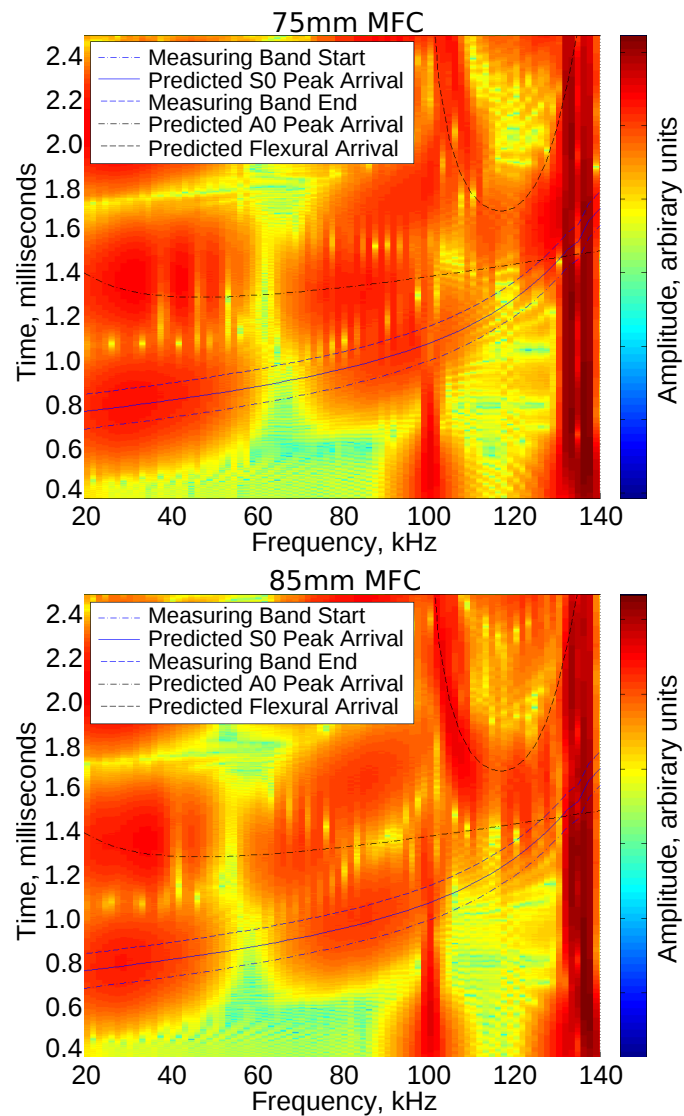 75mm MFC
Measuring Band Start
Predicted S0 Peak Arrival
Measuring Band End
Predicted A0 Peak Arrival
Predicted Flexural Arrival
2.4
2.2
2.0
1.8
1.6
1.4
1.2
1.0
0.8
0.6
0.4
Time, milliseconds
20 40 60 80 100 120 140
Frequency, kHz
Amplitude, arbirary units
85mm MFC
Measuring Band Start
Predicted S0 Peak Arrival
Measuring Band End
Predicted A0 Peak Arrival
Predicted Flexural Arrival
2.4
2.2
2.0
1.8
1.6
1.4
1.2
1.0
0.8
0.6
0.4
Time, milliseconds
20 40 60 80 100 120 140
Frequency, kHz
Amplitude, arbirary units